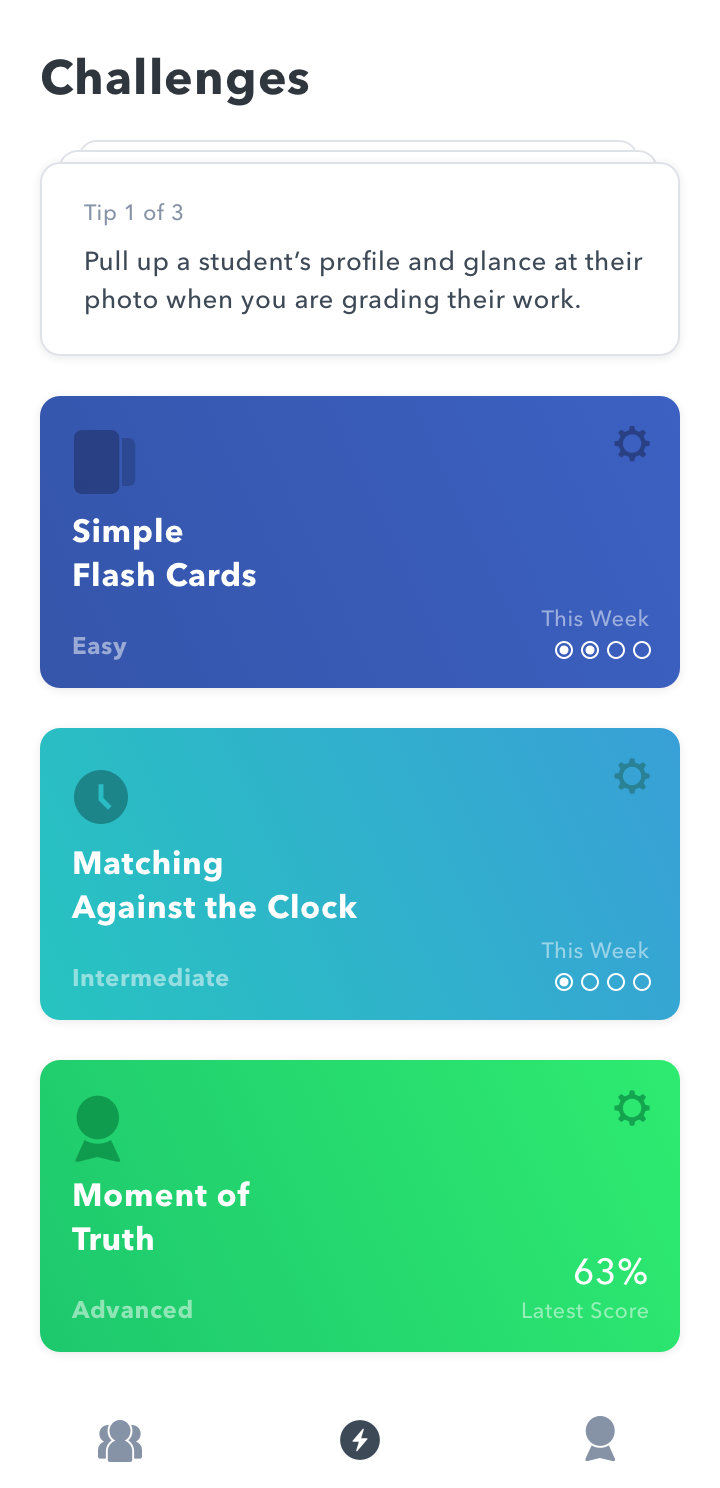 Challenges
Tip 1 of 3
Pull up a student’s profile and glance at their
photo when you are grading their work.
Simple
Flash Cards
This Week
Easy
Matching
Against the Clock
This Week
Intermediate
Moment of
Truth
63%
Advanced
Latest Score